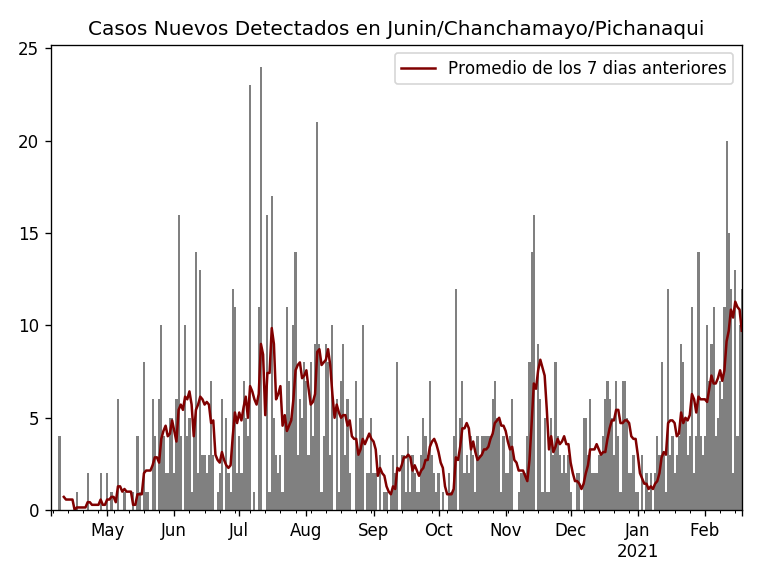 Casos Nuevos Detectados en Junin/Chanchamayo/Pichanaqui
Promedio de los 7 dias anteriores
25
20
15
10
5
0
May Jun Jul Aug Sep Oct Nov Dec Jan Feb
2021